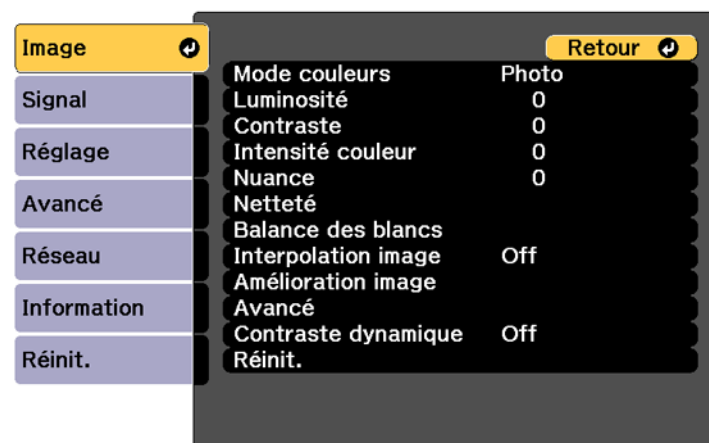 Image
Signal
Réglage
Avancé
Réseau
Information
Réinit.
Retour
Mode couleurs Photo
Luminosité 0
Contraste 0
Intensité couleur 0
Nuance 0
Netteté
Balance des blancs
Interpolation image Off
Amélioration image
Avancé
Contraste dynamique Off
Réinit.